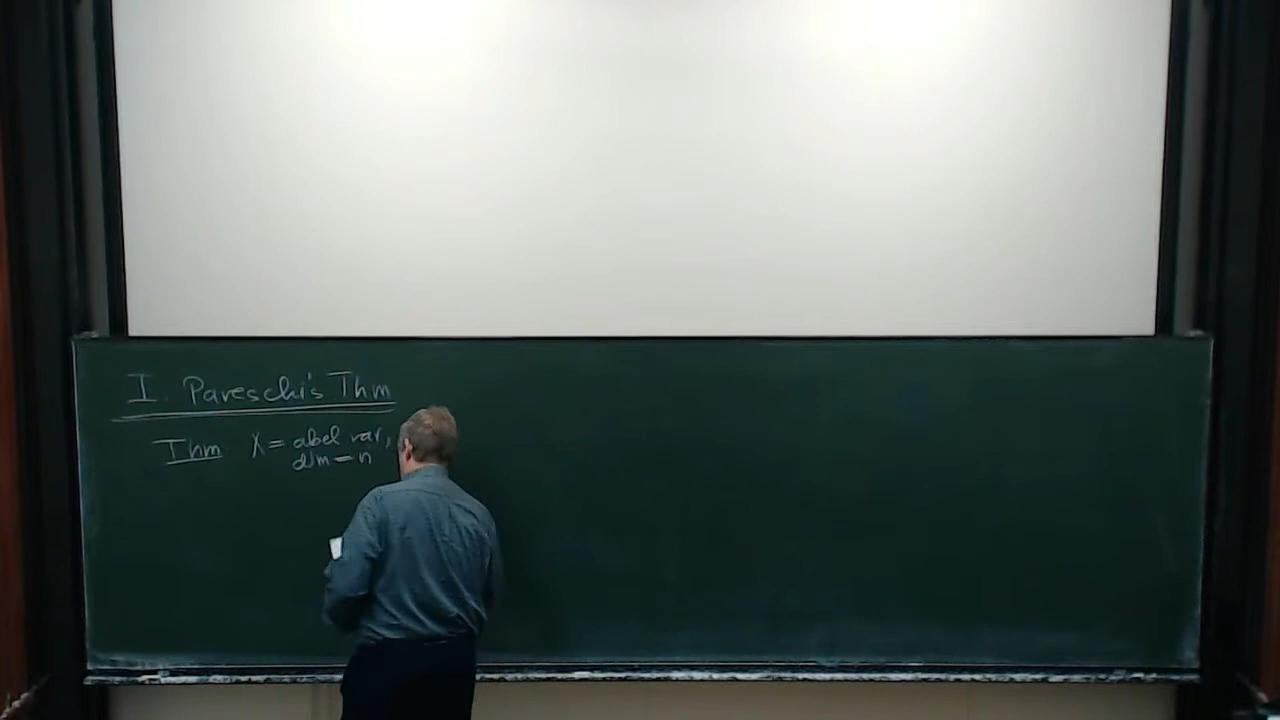 I. Pareschi's Thm
Thm X = abel var,
dim = n